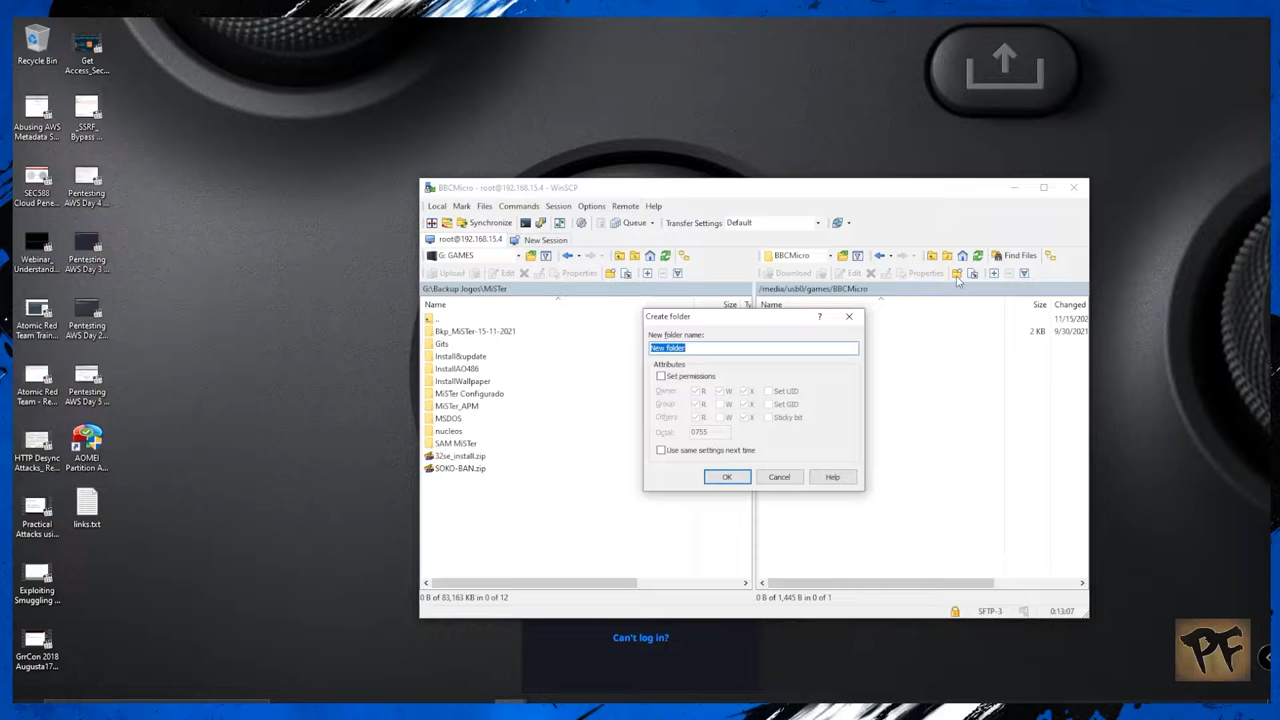 Recycle Bin
Get
Access_Sec...
Abusing AWS
Metadata S...
_SSRF_
Bypass ...
SEC588
Cloud Pene...
Pentesting
AWS Day 4 ...
Webinar_
Understand...
Pentesting
AWS Day 3...
Atomic Red
Team Train...
Pentesting
AWS Day 2 ...
Atomic Red
Team - Re...
Pentesting
AWS Day 5 ...
HTTP Desync
Attacks_Re...
AOMEI
Partition A...
Practical
Attacks usi...
links.txt
Exploiting
Smuggling ...
GrrCon 2018
Augusta17...
BBCMicro - root@192.168.15.4 - WinSCP
Local Mark Files Commands Session Options Remote Help
Synchronize Queue Transfer Settings Default
root@192.168.15.4 New Session
G: GAMES
Upload Edit Properties
G:\Backup Jogos\MiSTer
Name Size Ty
..
Bkp_MiSTer-15-11-2021
Gits
Install&update
InstallAO486
InstallWallpaper
MiSTer Configurado
MiSTer_APM
MSDOS
nucleos
SAM MiSTer
32se_install.zip
SOKO-BAN.zip
0 B of 83,163 KB in 0 of 12
BBCMicro Find Files
Download Edit Properties
/media/usb0/games/BBCMicro
Name Size Changed
11/15/202
2 KB 9/30/2021
0 B of 1,445 B in 0 of 1
SFTP-3 0:13:07
Create folder ?
New folder name:
New folder
Attributes
Set permissions
Owner R W X Set UID
Group R W X Set GID
Others R W X Sticky bit
Octal: 0755
Use same settings next time
OK Cancel Help
Can't log in?
PF